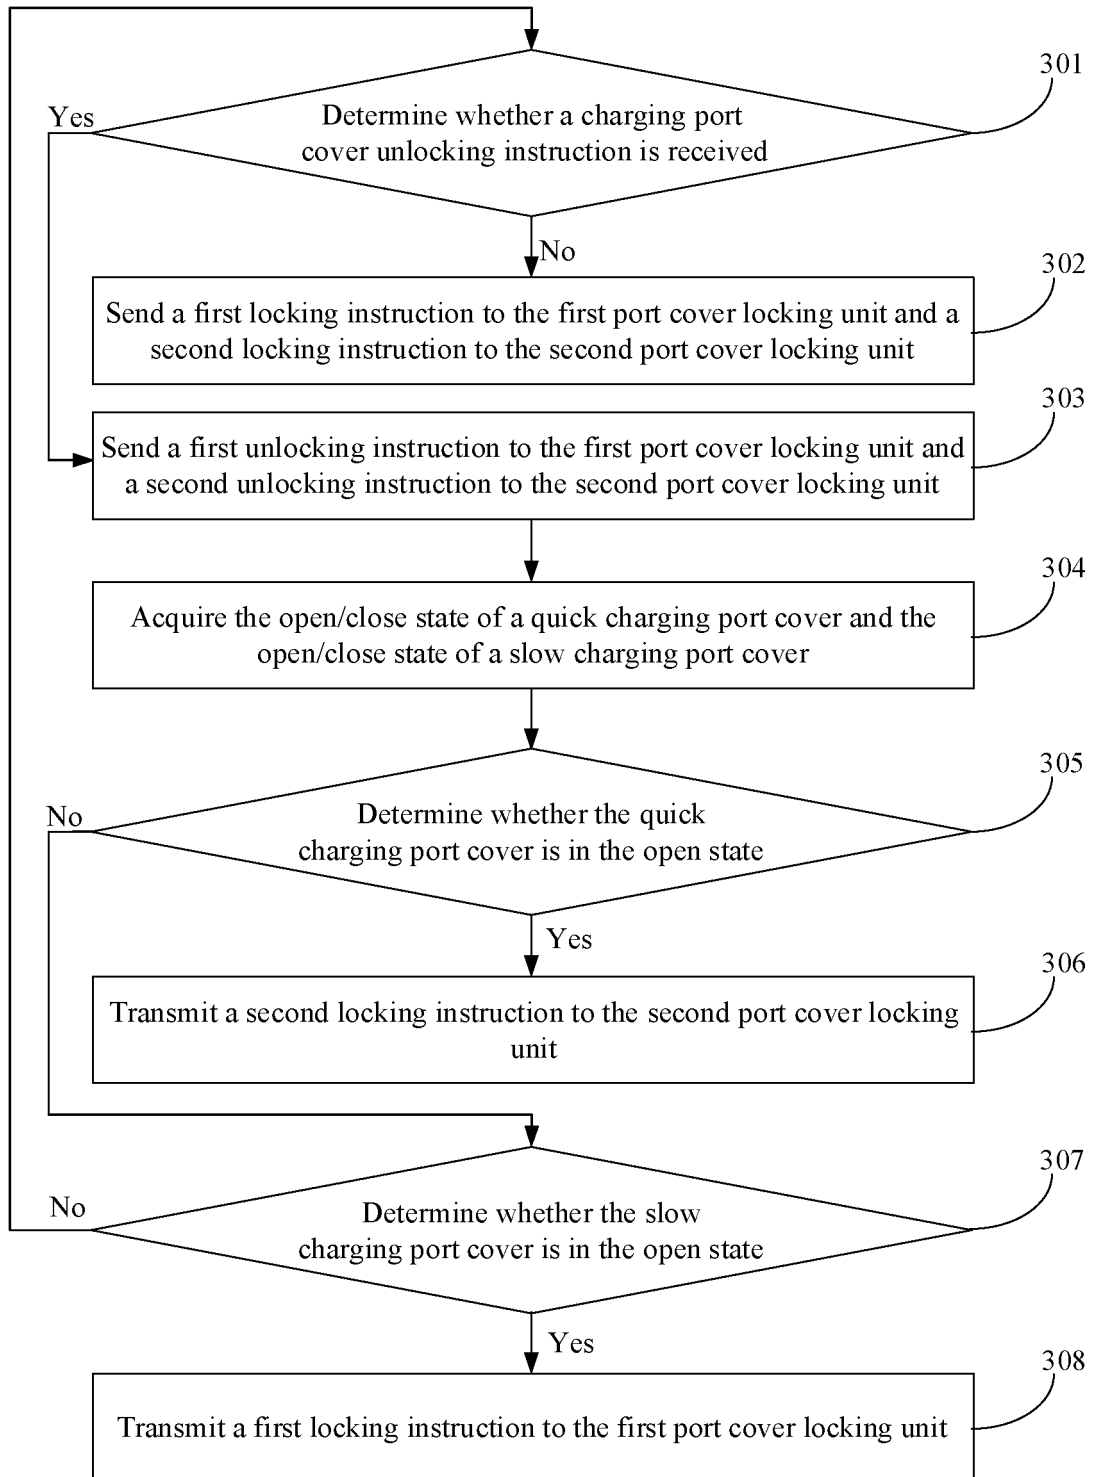 301
Yes
Determine whether a charging port
cover unlocking instruction is received
No
302
Send a first locking instruction to the first port cover locking unit and a
second locking instruction to the second port cover locking unit
303
Send a first unlocking instruction to the first port cover locking unit and
a second unlocking instruction to the second port cover locking unit
304
Acquire the open/close state of a quick charging port cover and the
open/close state of a slow charging port cover
305
No
Determine whether the quick
charging port cover is in the open state
Yes
306
Transmit a second locking instruction to the second port cover locking
unit
307
No
Determine whether the slow
charging port cover is in the open state
Yes
308
Transmit a first locking instruction to the first port cover locking unit